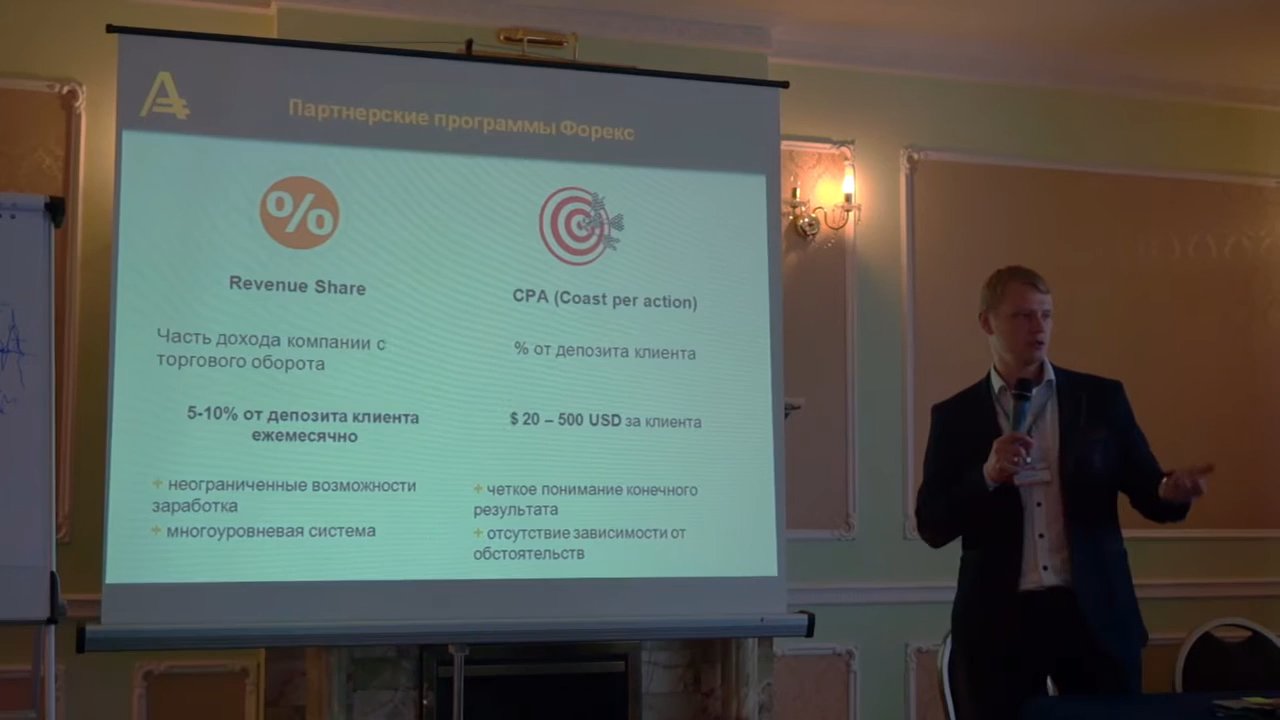 Партнерские программы Форекс
%
Revenue Share
Часть дохода компании с
торгового оборота
5-10% от депозита клиента
ежемесячно
+ неограниченные возможности
заработка
+ многоуровневая система
CPA (Coast per action)
% от депозита клиента
$ 20 – 500 USD за клиента
+ четкое понимание конечного
результата
+ отсутствие зависимости от
обстоятельств